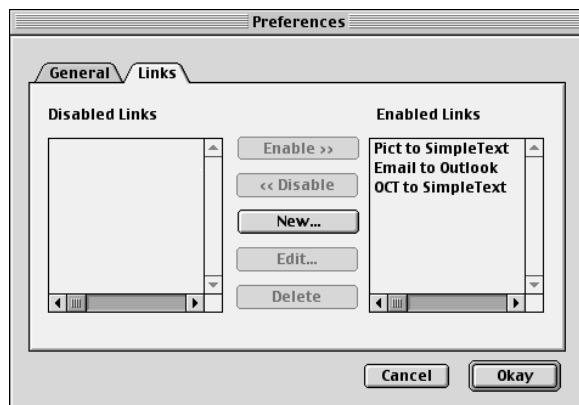 Preferences
General
Links
Disabled Links
Enabled Links
Enable >>
<< Disable
New...
Edit...
Delete
Pict to SimpleText
Email to Outlook
OCT to SimpleText
Cancel
Okay